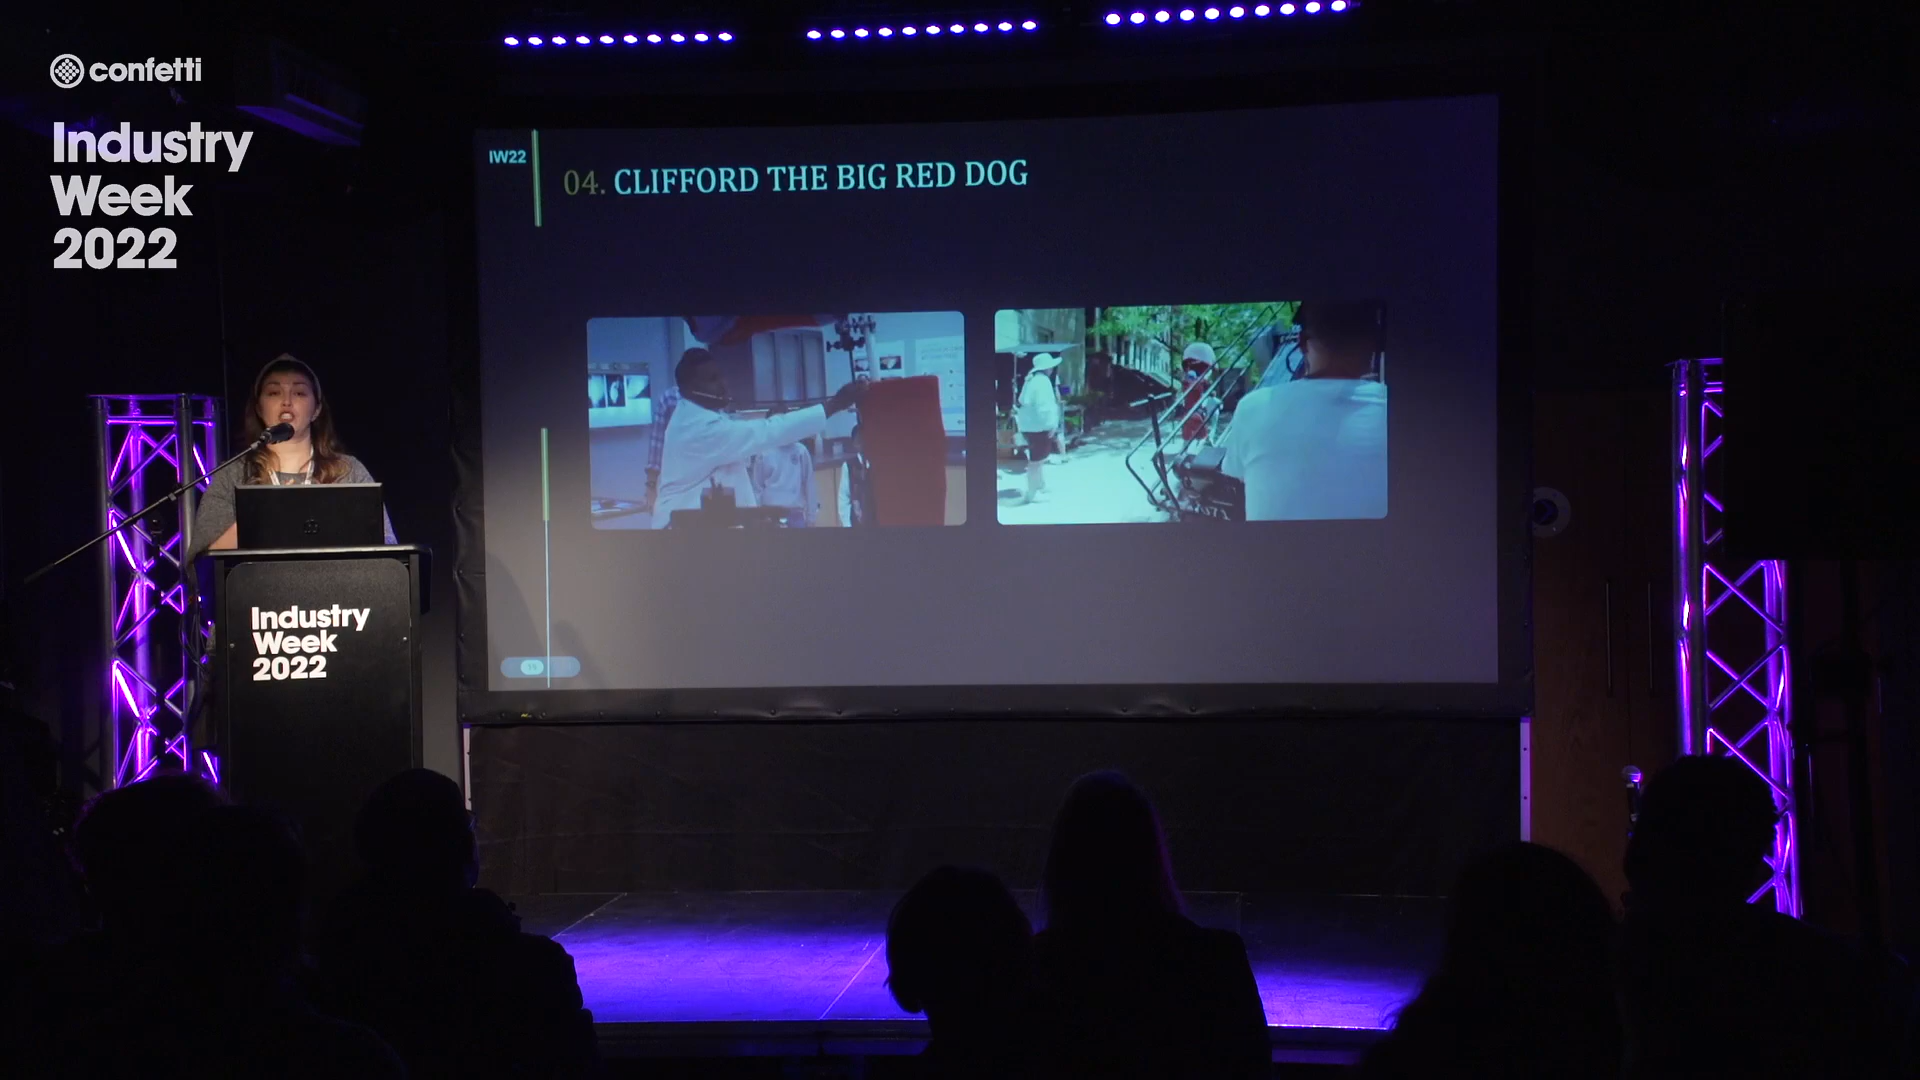 confetti
Industry
Week
2022
IW22
04. CLIFFORD THE BIG RED DOG
Industry
Week
2022